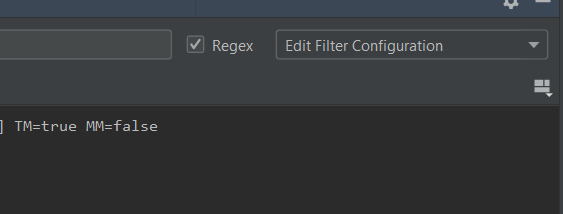 Regex
Edit Filter Configuration
] TM=true MM=false